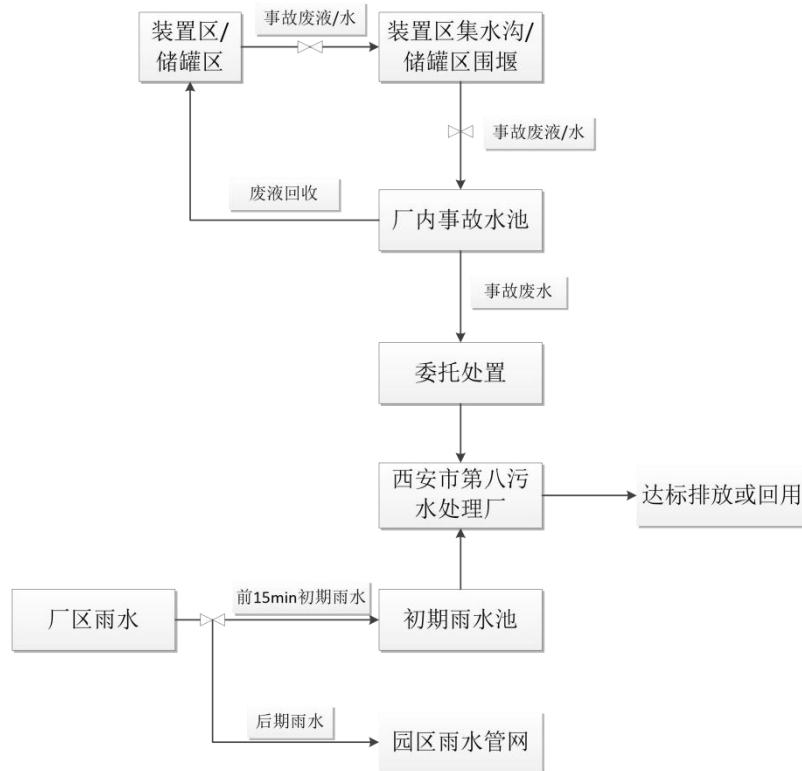 事故废液/水
装置区/
储罐区
装置区集水沟/
储罐区围堰
事故废液/水
废液回收
厂内事故水池
事故废水
委托处置
西安市第八污
水处理厂
达标排放或回用
前15min初期雨水
厂区雨水
初期雨水池
后期雨水
园区雨水管网